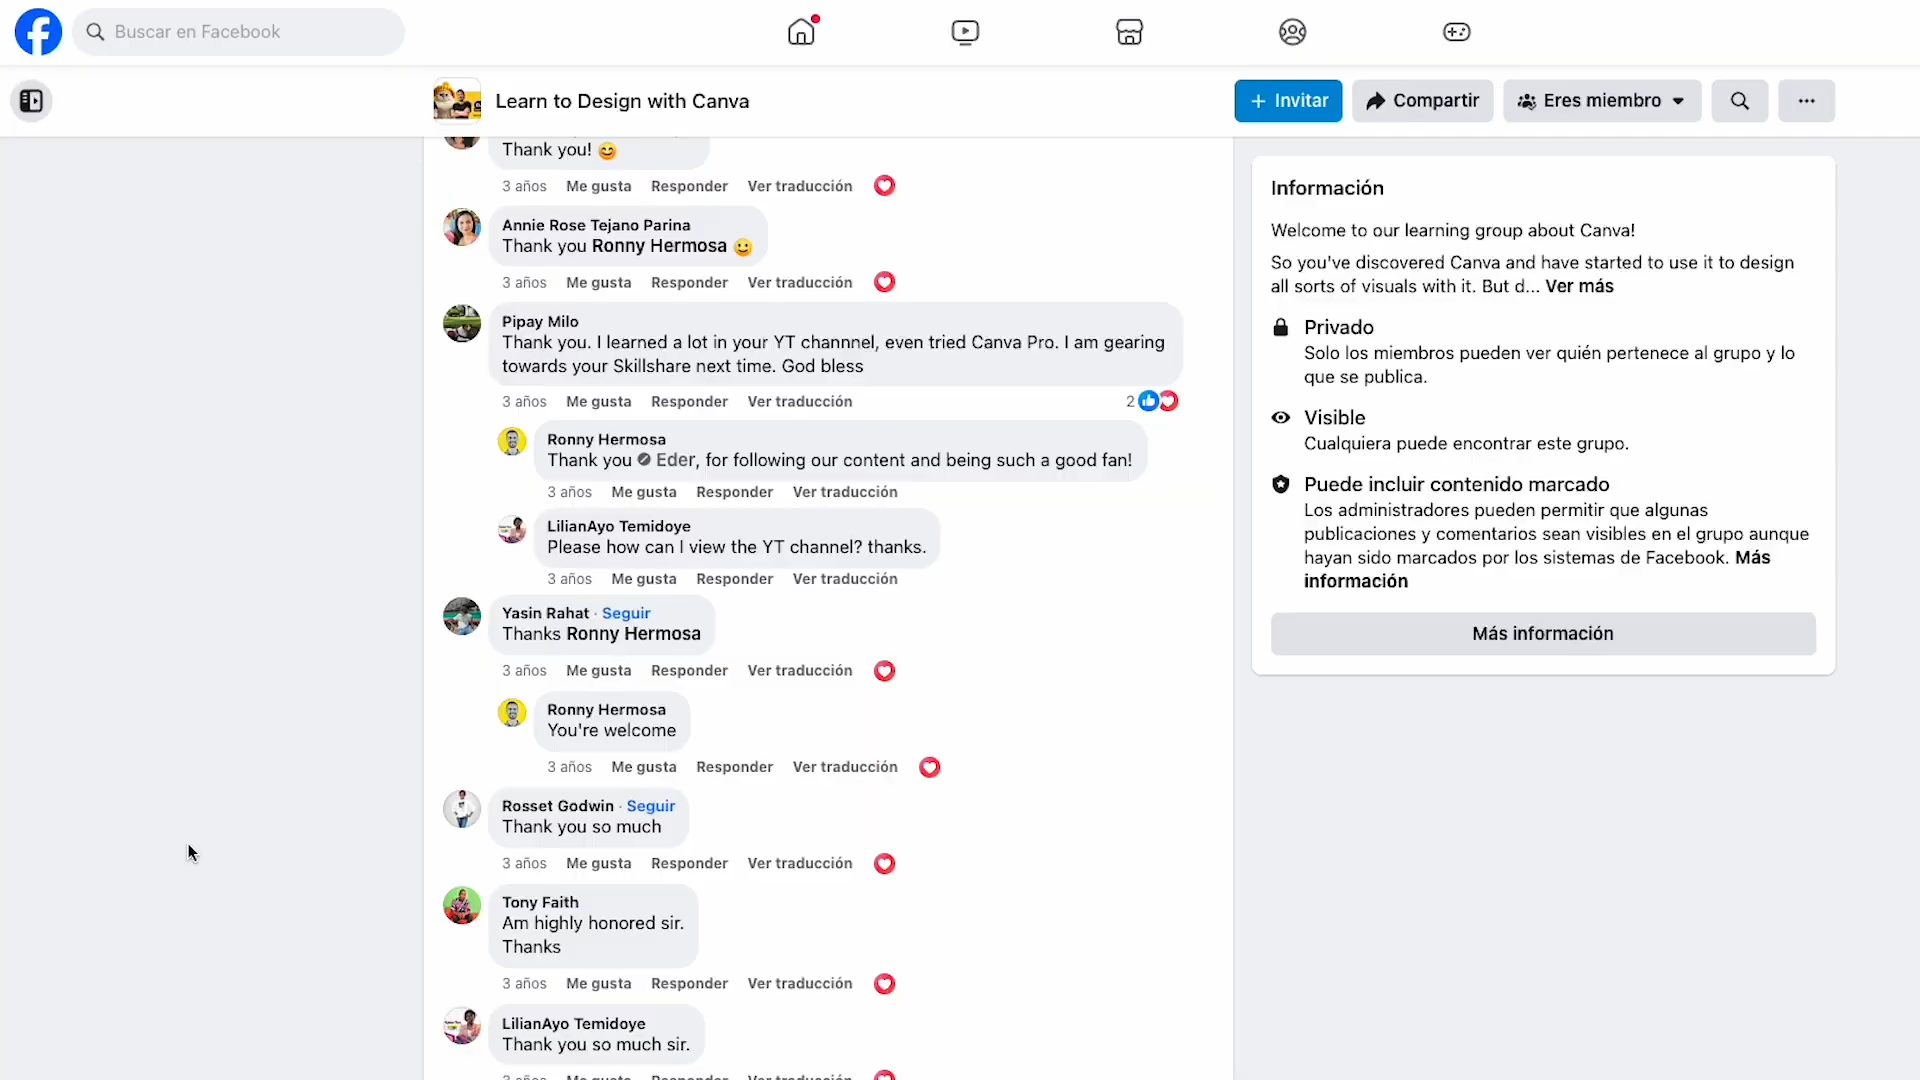 Buscar en Facebook
Learn to Design with Canva
+ Invitar
Compartir
Eres miembro
Thank you! 😊
3 años Me gusta Responder Ver traducción
Annie Rose Tejano Parina
Thank you Ronny Hermosa 😀
3 años Me gusta Responder Ver traducción
Pipay Milo
Thank you. I learned a lot in your YT channnel, even tried Canva Pro. I am gearing
towards your Skillshare next time. God bless
3 años Me gusta Responder Ver traducción
2
Ronny Hermosa
Thank you Eder, for following our content and being such a good fan!
3 años Me gusta Responder Ver traducción
LilianAyo Temidoye
Please how can I view the YT channel? thanks.
3 años Me gusta Responder Ver traducción
Yasin Rahat · Seguir
Thanks Ronny Hermosa
3 años Me gusta Responder Ver traducción
Ronny Hermosa
You're welcome
3 años Me gusta Responder Ver traducción
Rosset Godwin · Seguir
Thank you so much
3 años Me gusta Responder Ver traducción
Tony Faith
Am highly honored sir.
Thanks
3 años Me gusta Responder Ver traducción
LilianAyo Temidoye
Thank you so much sir.
3 años Me gusta Responder Ver traducción
Información
Welcome to our learning group about Canva!
So you've discovered Canva and have started to use it to design
all sorts of visuals with it. But d... Ver más
Privado
Solo los miembros pueden ver quién pertenece al grupo y lo
que se publica.
Visible
Cualquiera puede encontrar este grupo.
Puede incluir contenido marcado
Los administradores pueden permitir que algunas
publicaciones y comentarios sean visibles en el grupo aunque
hayan sido marcados por los sistemas de Facebook. Más
información
Más información